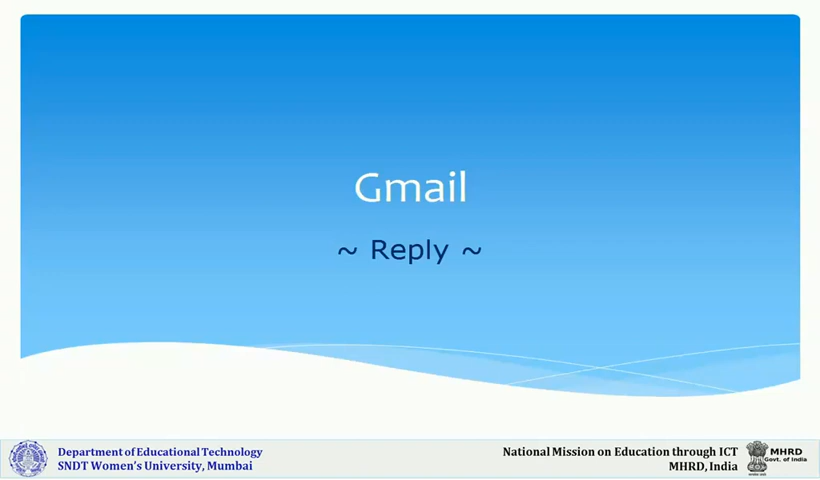 Gmail
~ Reply ~
Department of Educational Technology
SNDT Women's University, Mumbai
National Mission on Education through ICT
MHRD, India
MHRD
Govt. of India